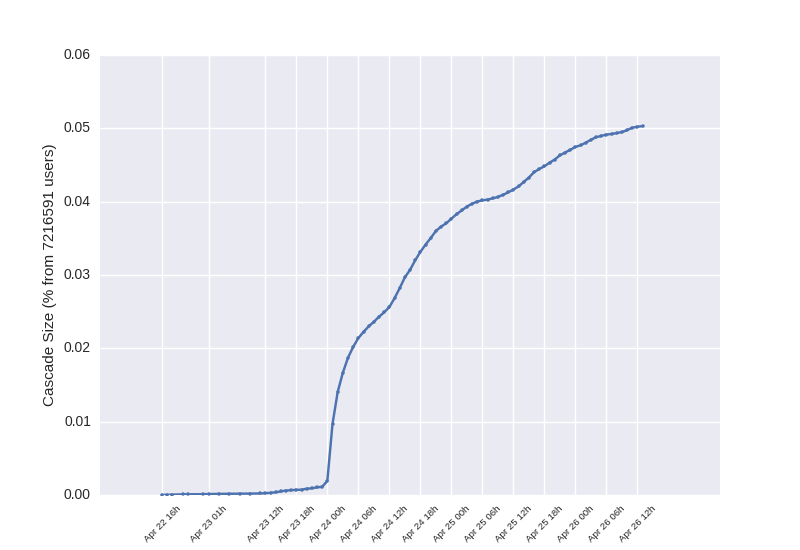 0.06
0.05
0.04
0.03
0.02
0.01
0.00
Cascade Size (% from 7216591 users)
Apr 22 16h
Apr 23 01h
Apr 23 12h
Apr 23 18h
Apr 24 00h
Apr 24 06h
Apr 24 12h
Apr 24 18h
Apr 25 00h
Apr 25 06h
Apr 25 12h
Apr 25 18h
Apr 26 00h
Apr 26 06h
Apr 26 12h